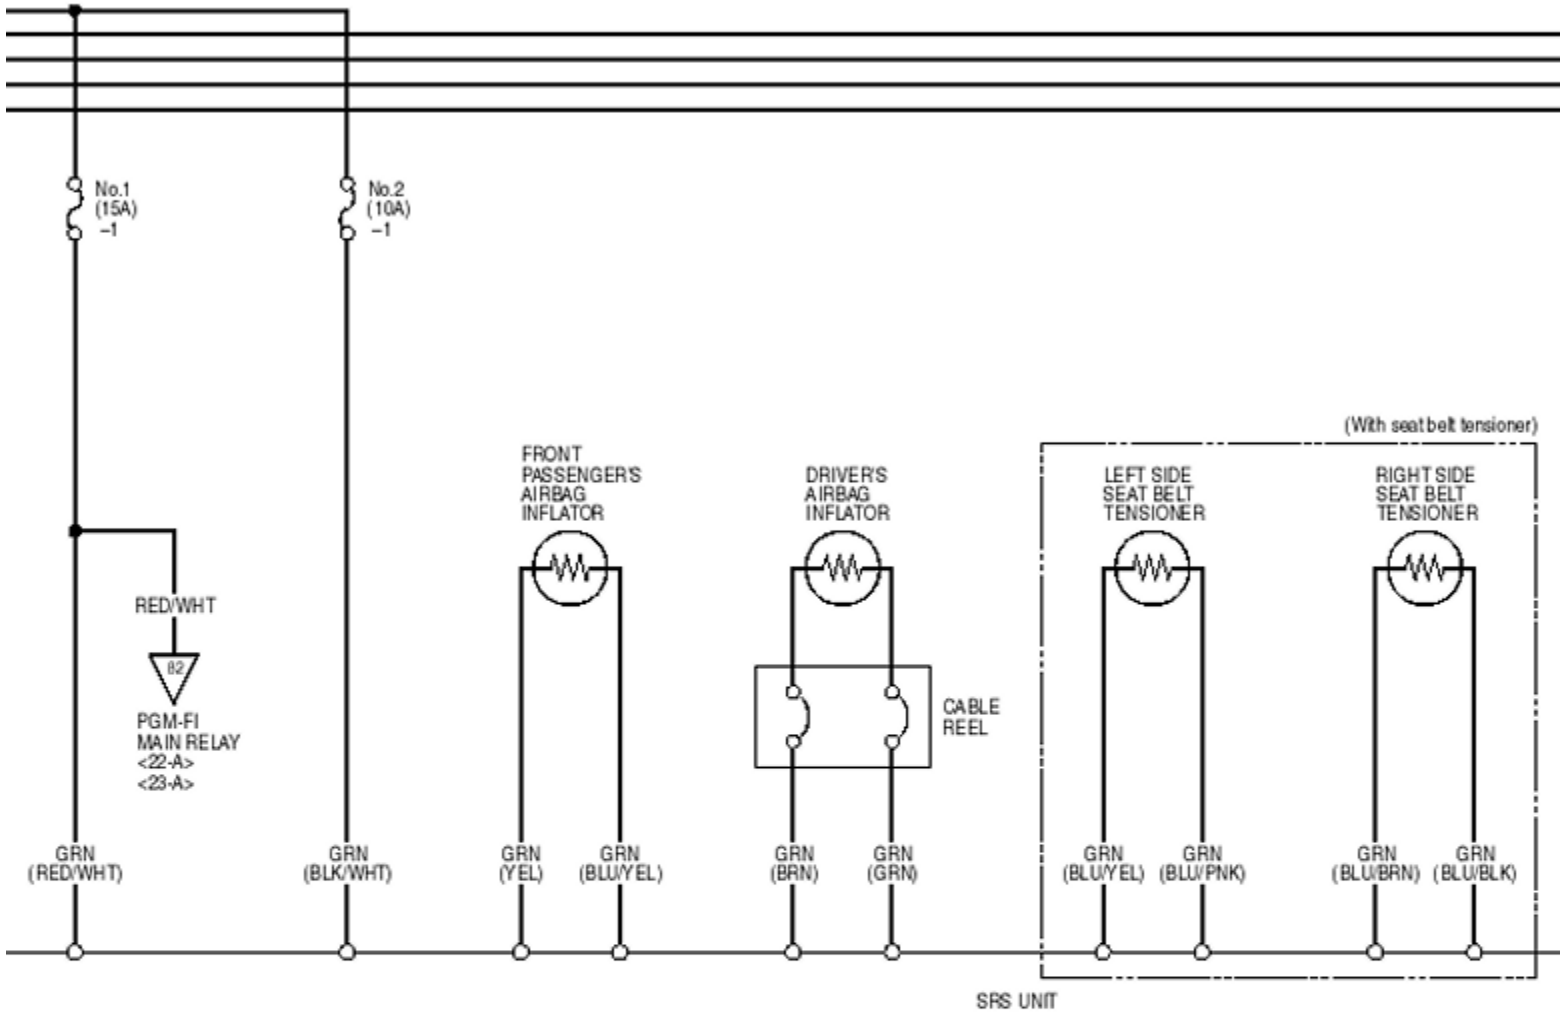 No.1
(15A)
–1
No.2
(10A)
–1
(With seat belt tensioner)
FRONT
PASSENGER'S
AIRBAG
INFLATOR
DRIVER'S
AIRBAG
INFLATOR
LEFT SIDE
SEAT BELT
TENSIONER
RIGHT SIDE
SEAT BELT
TENSIONER
RED/WHT
82
PGM-FI
MAIN RELAY
<22-A>
<23-A>
CABLE
REEL
GRN
(RED/WHT)
GRN
(BLK/WHT)
GRN
(YEL)
GRN
(BLU/YEL)
GRN
(BRN)
GRN
(GRN)
GRN
(BLU/YEL)
GRN
(BLU/PNK)
GRN
(BLU/BRN)
GRN
(BLU/BLK)
SRS UNIT